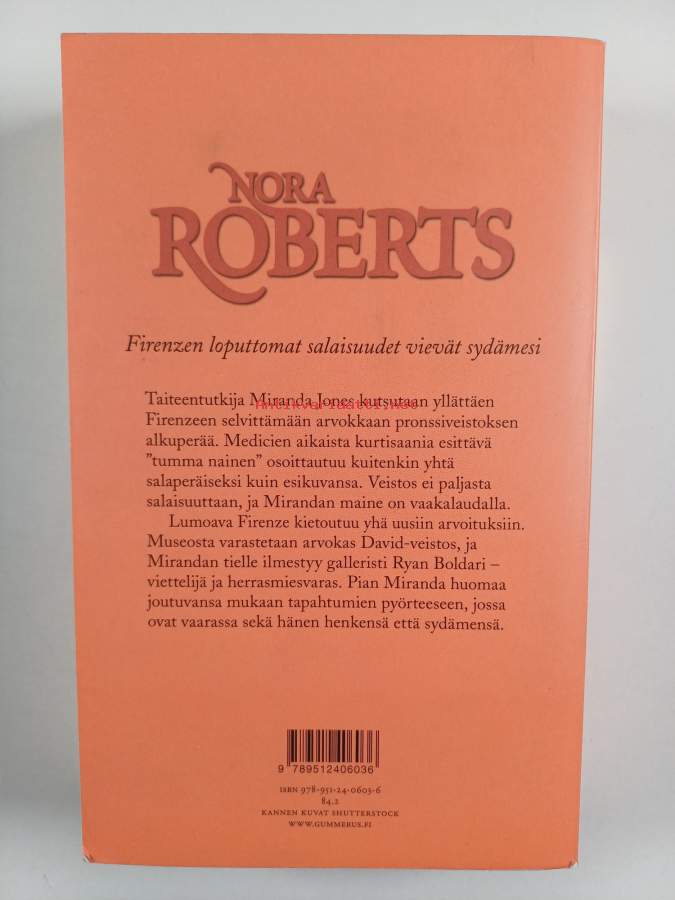 NORA
ROBERTS
Firenzen loputtomat salaisuudet vievät sydämesi
Taiteentutkija Miranda Jones kutsutaan yllättäen
Antikvariaatti.net
Firenzeen selvittämään arvokkaan pronssiveistoksen
alkuperää. Medicien aikaista kurtisaania esittävä
”tumma nainen” osoittautuu kuitenkin yhtä
salaperäiseksi kuin esikuvansa. Veistos ei paljasta
salaisuuttaan, ja Mirandan maine on vaakalaudalla.
Lumoava Firenze kietoutuu yhä uusiin arvoituksiin.
Museosta varastetaan arvokas David-veistos, ja
Mirandan tielle ilmestyy galleristi Ryan Boldari –
viettelijä ja herrasmiesvaras. Pian Miranda huomaa
joutuvansa mukaan tapahtumien pyörteeseen, jossa
ovat vaarassa sekä hänen henkensä että sydämensä.
9 789512 406036
ISBN 978-951-24-0603-6
84.2
KANNEN KUVAT SHUTTERSTOCK
WWW.GUMMERUS.FI